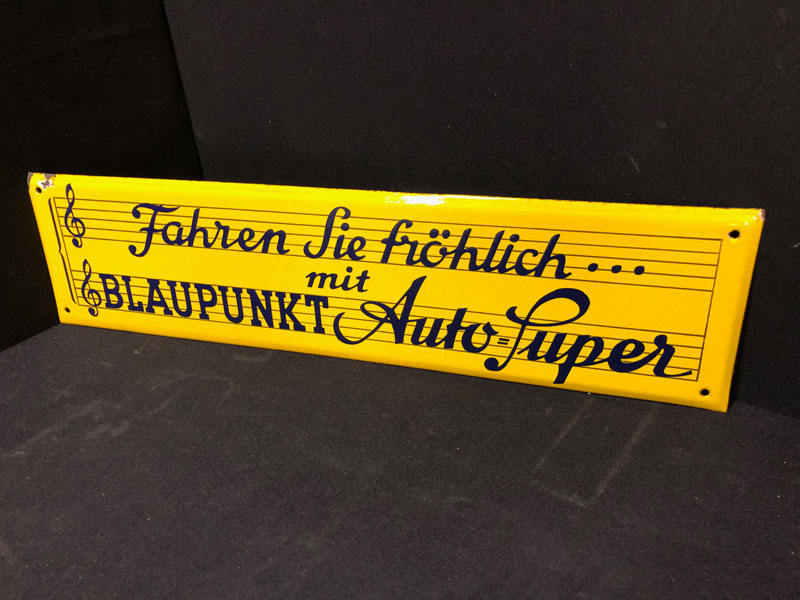 Fahren Sie fröhlich...
mit
BLAUPUNKT Auto=Super